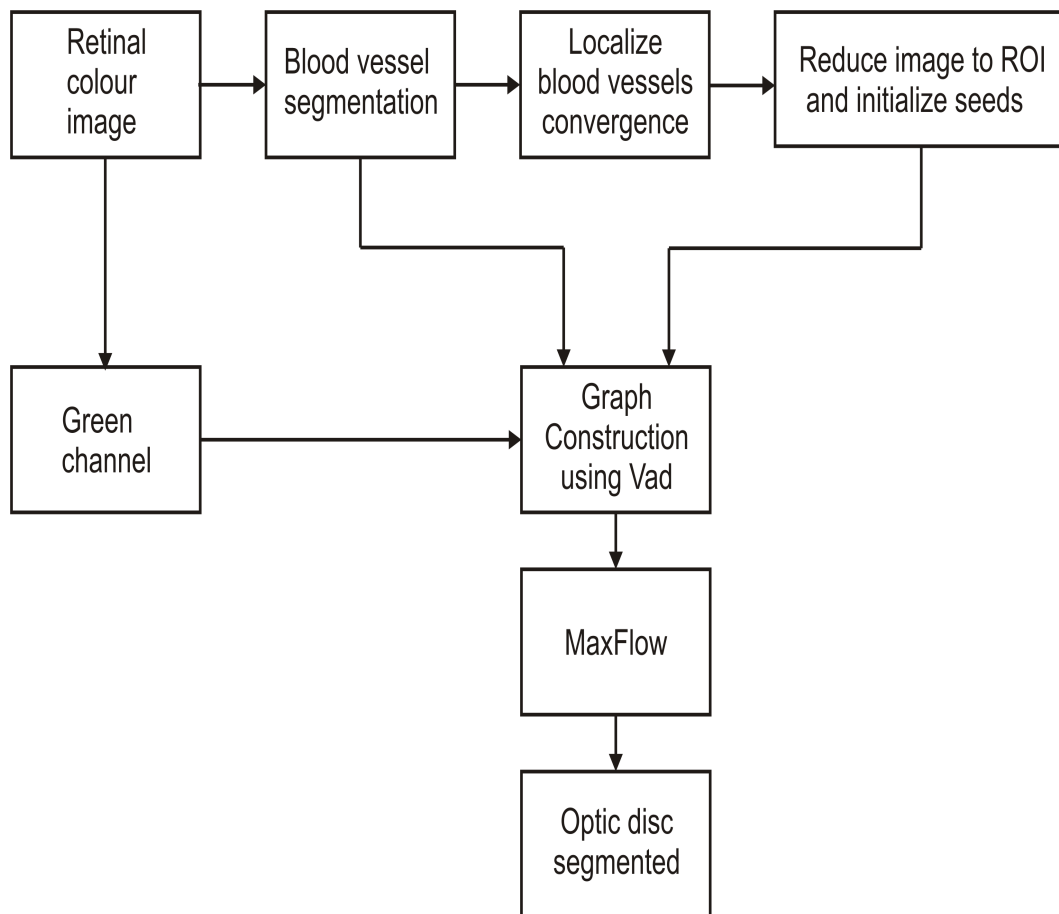 Retinal
colour
image
Blood vessel
segmentation
Localize
blood vessels
convergence
Reduce image to ROI
and initialize seeds
Green
channel
Graph
Construction
using Vad
MaxFlow
Optic disc
segmented